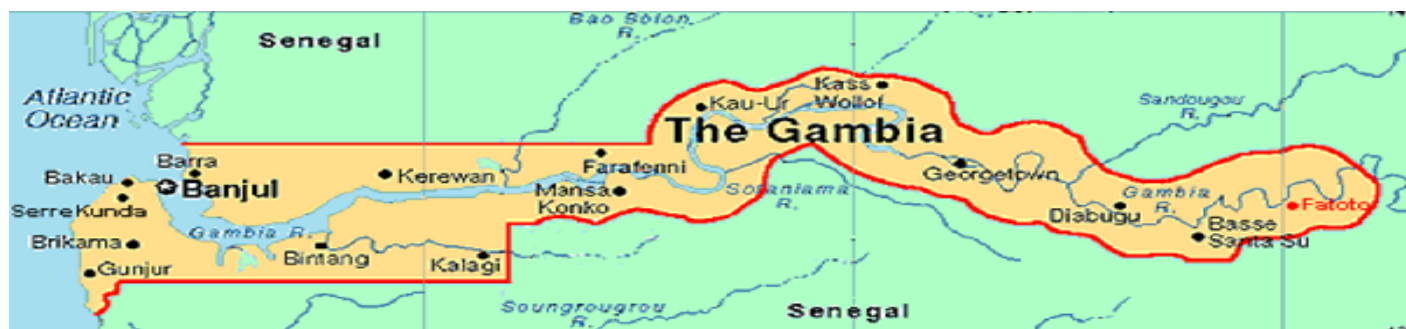 Bao Bolon
R.
Senegal
14
Atlantic
Ocean
Kass
Wollof
Kau-Ur
Sandougou
R.
The Gambia
Barra
Farafenni
Bakau
Banjul
Kerewan
Georgetown
Serre Kunda
Mansa
Konko
Sofaniama
R.
Gambia
R.
Fatoto
Diabugu
Brikama
Gambia R.
Bintang
Basse
Santa Su
Gunjur
Kalagi
Soungrougrou
R.
Senegal